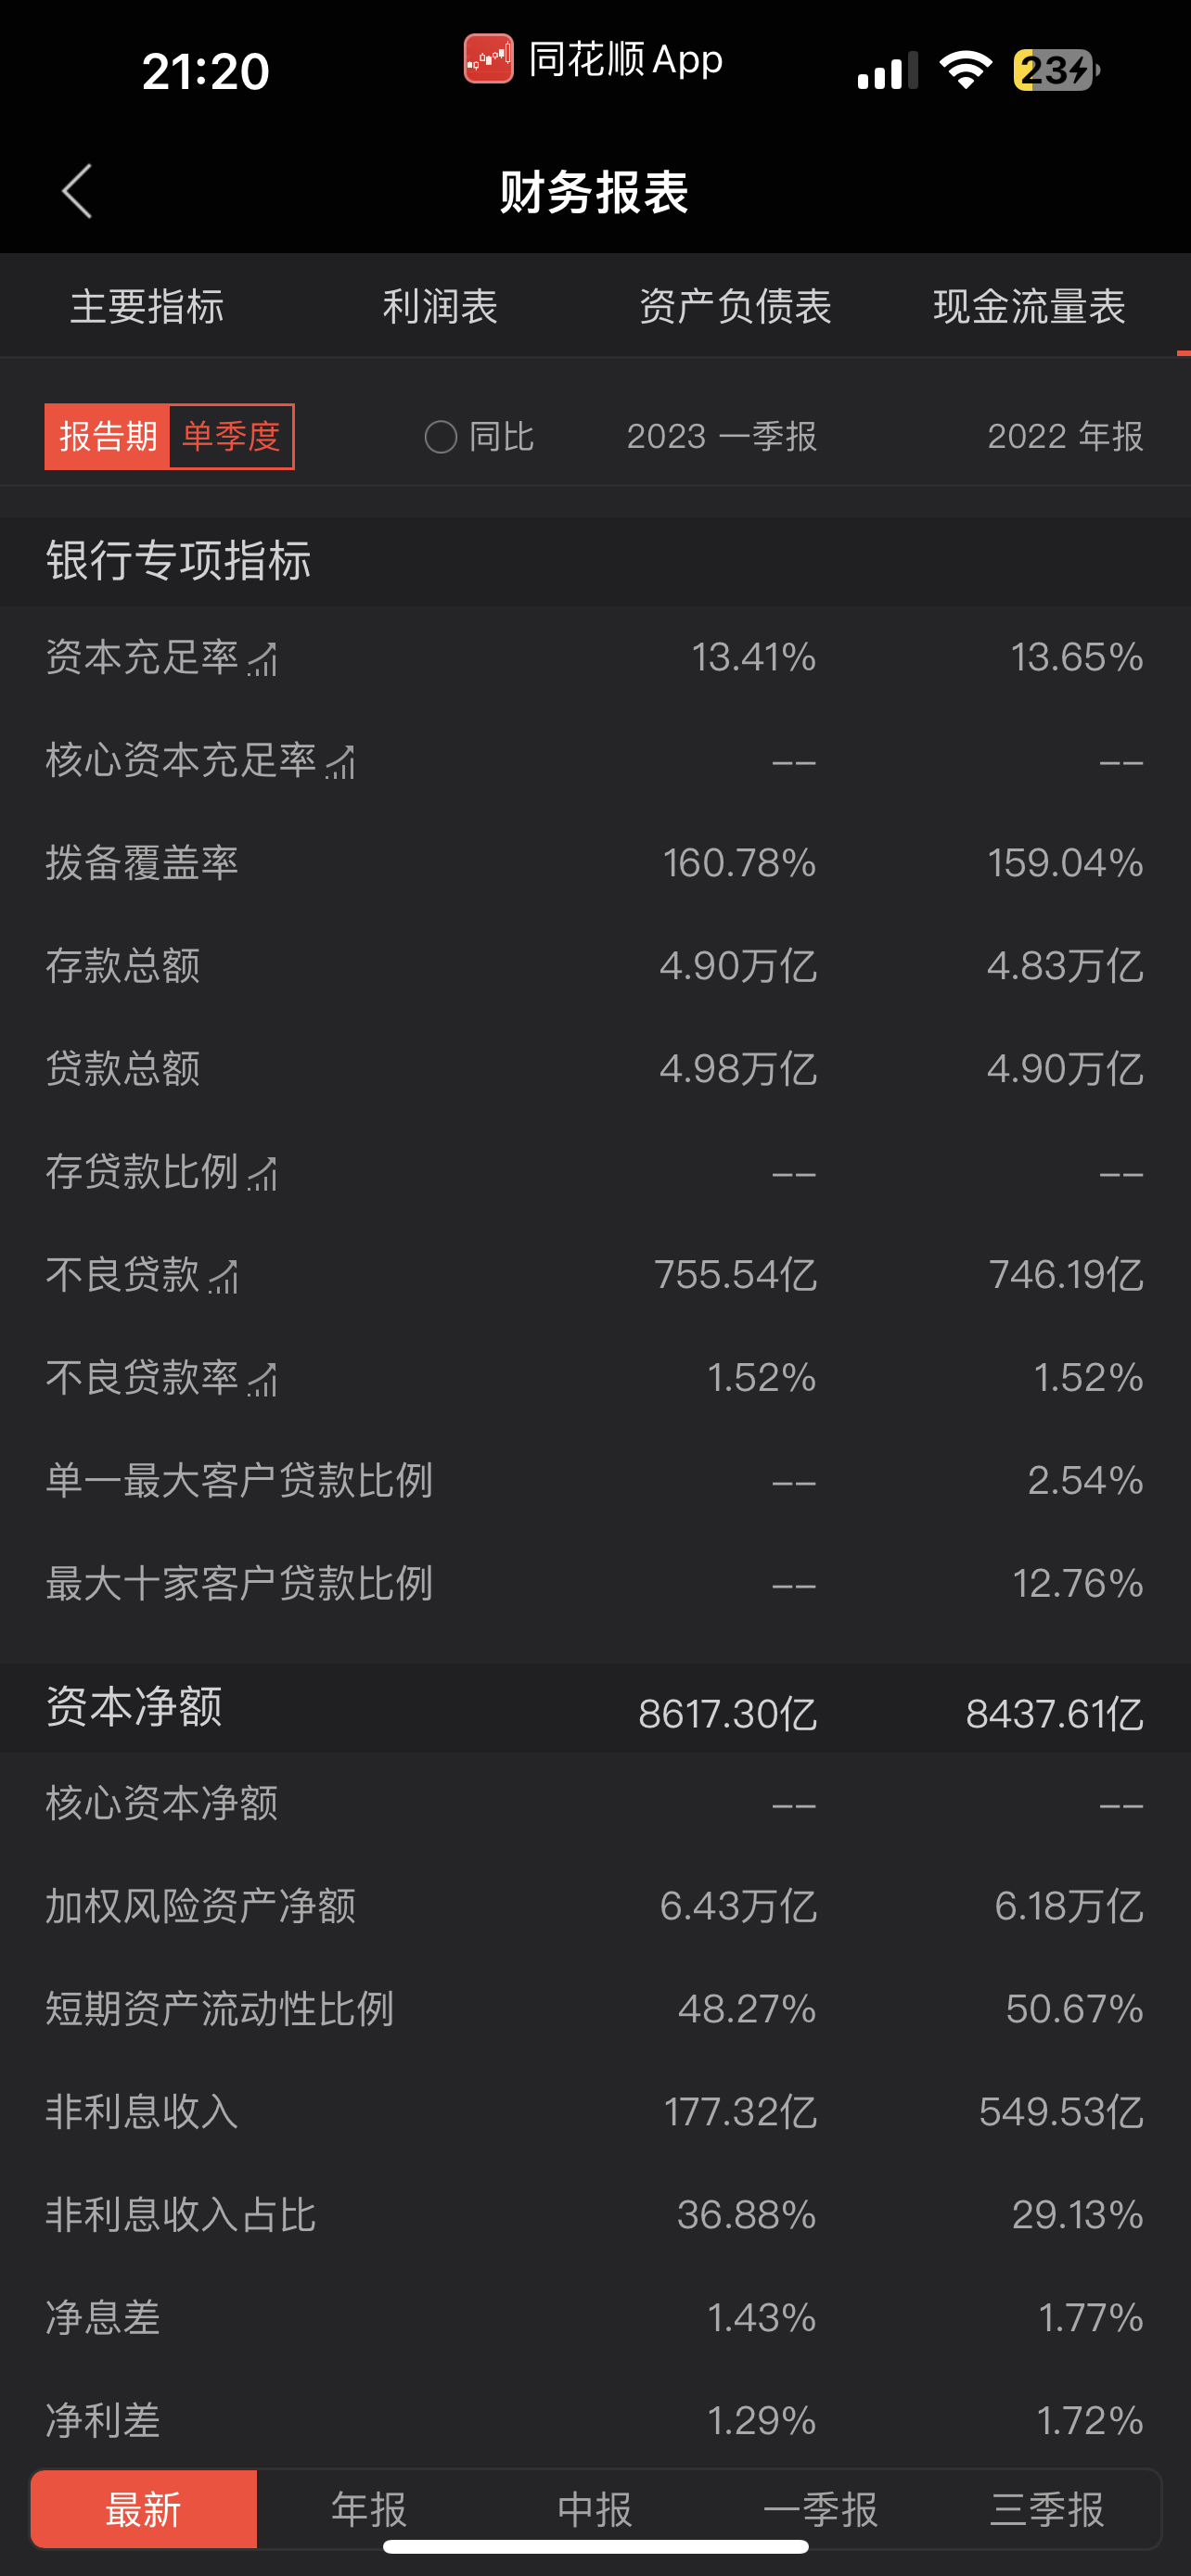 21:20 同花顺 App 23
财务报表
主要指标 利润表 资产负债表 现金流量表
报告期 单季度 同比 2023 一季报 2022 年报
银行专项指标
资本充足率 13.41% 13.65%
核心资本充足率 -- --
拨备覆盖率 160.78% 159.04%
存款总额 4.90万亿 4.83万亿
贷款总额 4.98万亿 4.90万亿
存贷款比例 -- --
不良贷款 755.54亿 746.19亿
不良贷款率 1.52% 1.52%
单一最大客户贷款比例 -- 2.54%
最大十家客户贷款比例 -- 12.76%
资本净额 8617.30亿 8437.61亿
核心资本净额 -- --
加权风险资产净额 6.43万亿 6.18万亿
短期资产流动性比例 48.27% 50.67%
非利息收入 177.32亿 549.53亿
非利息收入占比 36.88% 29.13%
净息差 1.43% 1.77%
净利差 1.29% 1.72%
最新 年报 中报 一季报 三季报